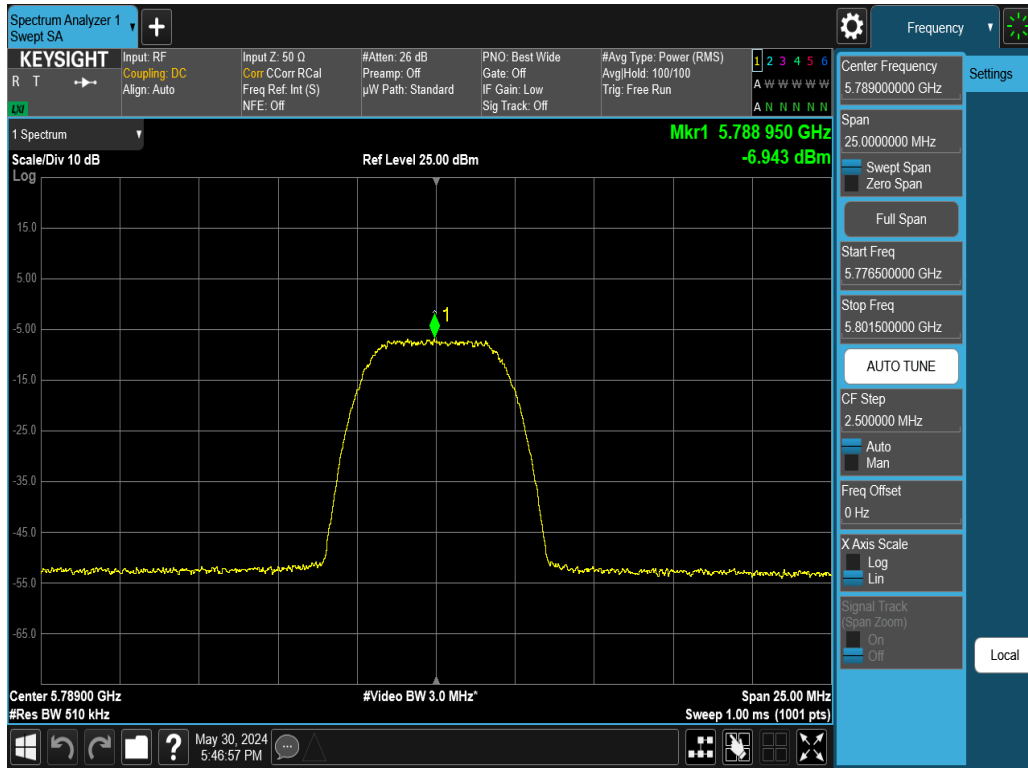 Spectrum Analyzer 1
Swept SA
+
Frequency
KEYSIGHT
R T
LXI
Input: RF
Coupling: DC
Align: Auto
Input Z: 50 Ω
Corr CCorr RCal
Freq Ref: Int (S)
NFE: Off
#Atten: 26 dB
Preamp: Off
µW Path: Standard
PNO: Best Wide
Gate: Off
IF Gain: Low
Sig Track: Off
#Avg Type: Power (RMS)
Avg|Hold: 100/100
Trig: Free Run
1 2 3 4 5 6
A W W W W W
A N N N N N
1 Spectrum
Mkr1 5.788 950 GHz
Scale/Div 10 dB
Ref Level 25.00 dBm
-6.943 dBm
Log
15.0
5.00
1
-5.00
-15.0
-25.0
-35.0
-45.0
-55.0
-65.0
Center 5.78900 GHz
#Video BW 3.0 MHz*
Span 25.00 MHz
#Res BW 510 kHz
Sweep 1.00 ms (1001 pts)
Center Frequency
5.789000000 GHz
Settings
Span
25.0000000 MHz
Swept Span
Zero Span
Full Span
Start Freq
5.776500000 GHz
Stop Freq
5.801500000 GHz
AUTO TUNE
CF Step
2.500000 MHz
Auto
Man
Freq Offset
0 Hz
X Axis Scale
Log
Lin
Signal Track
(Span Zoom)
On
Off
Local
?
May 30, 2024
5:46:57 PM